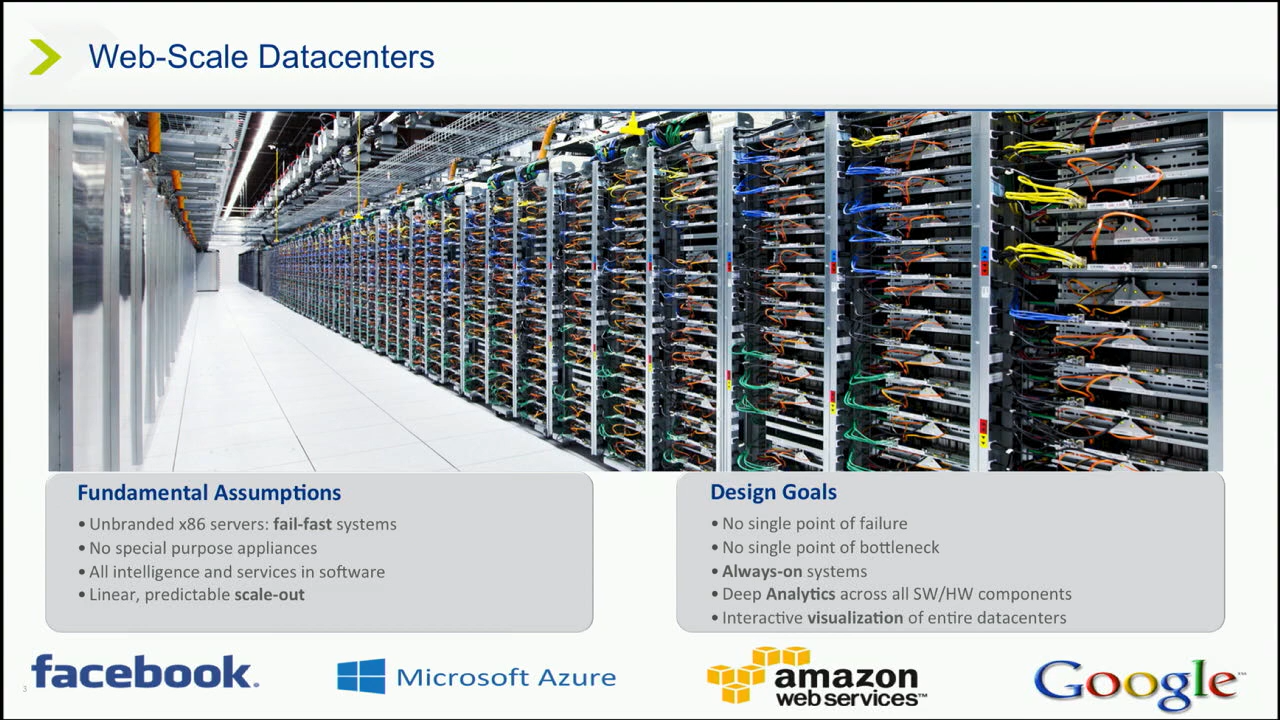 Web-Scale Datacenters
Fundamental Assumptions
• Unbranded x86 servers: fail-fast systems
• No special purpose appliances
• All intelligence and services in software
• Linear, predictable scale-out
Design Goals
• No single point of failure
• No single point of bottleneck
• Always-on systems
• Deep Analytics across all SW/HW components
• Interactive visualization of entire datacenters
3
facebook.
Microsoft Azure
amazon
web services™
Google™